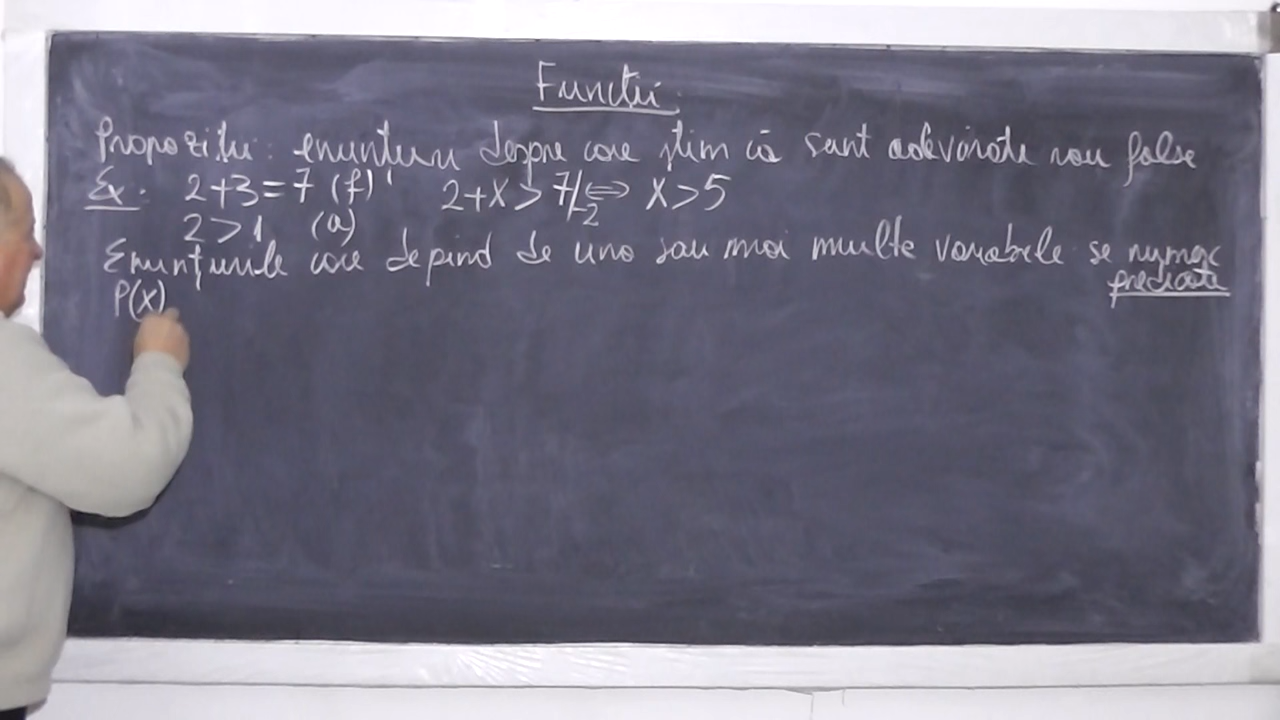 Funcții
Propoziții: enunțuri despre care știm că sunt adevărate sau false
Ex: 2+3=7 (f) 2+x>7/-2 ⇔ x>5
2>1 (a)
Enunțurile care depind de una sau mai multe variabile se numesc
predicate
P(x)